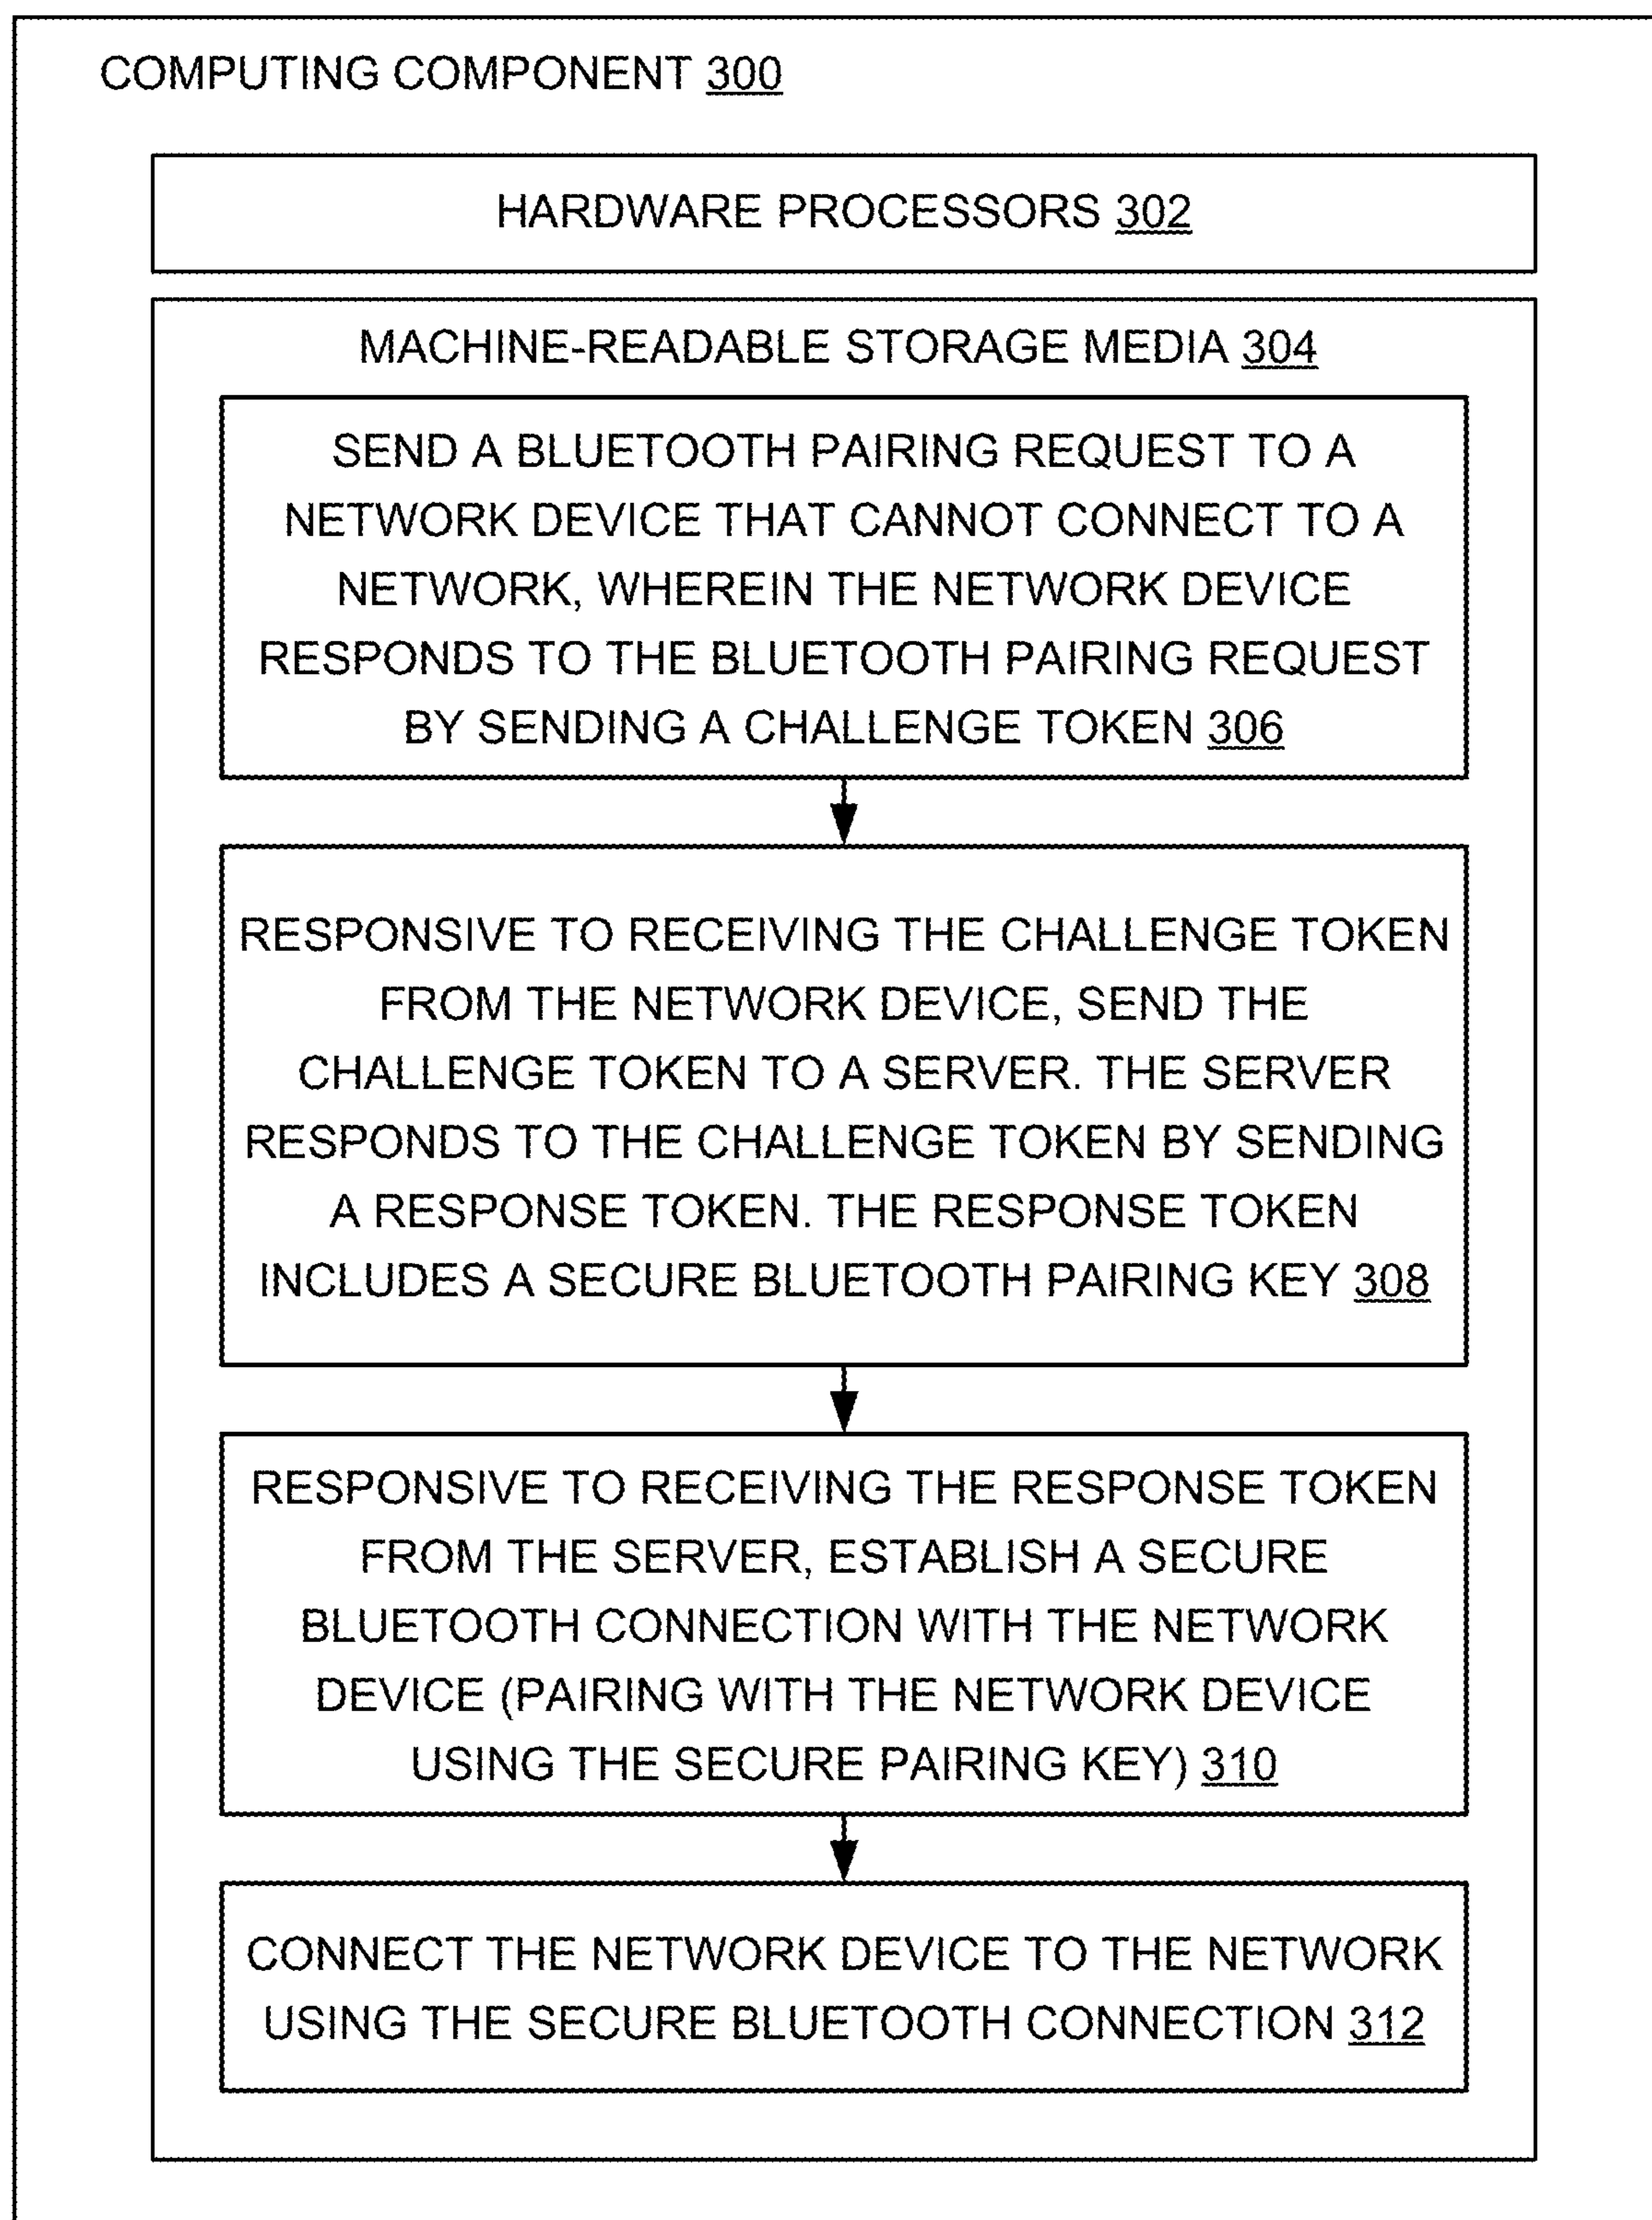 COMPUTING COMPONENT 300
HARDWARE PROCESSORS 302
MACHINE-READABLE STORAGE MEDIA 304
SEND A BLUETOOTH PAIRING REQUEST TO A
NETWORK DEVICE THAT CANNOT CONNECT TO A
NETWORK, WHEREIN THE NETWORK DEVICE
RESPONDS TO THE BLUETOOTH PAIRING REQUEST
BY SENDING A CHALLENGE TOKEN 306
RESPONSIVE TO RECEIVING THE CHALLENGE TOKEN
FROM THE NETWORK DEVICE, SEND THE
CHALLENGE TOKEN TO A SERVER. THE SERVER
RESPONDS TO THE CHALLENGE TOKEN BY SENDING
A RESPONSE TOKEN. THE RESPONSE TOKEN
INCLUDES A SECURE BLUETOOTH PAIRING KEY 308
RESPONSIVE TO RECEIVING THE RESPONSE TOKEN
FROM THE SERVER, ESTABLISH A SECURE
BLUETOOTH CONNECTION WITH THE NETWORK
DEVICE (PAIRING WITH THE NETWORK DEVICE
USING THE SECURE PAIRING KEY) 310
CONNECT THE NETWORK DEVICE TO THE NETWORK
USING THE SECURE BLUETOOTH CONNECTION 312